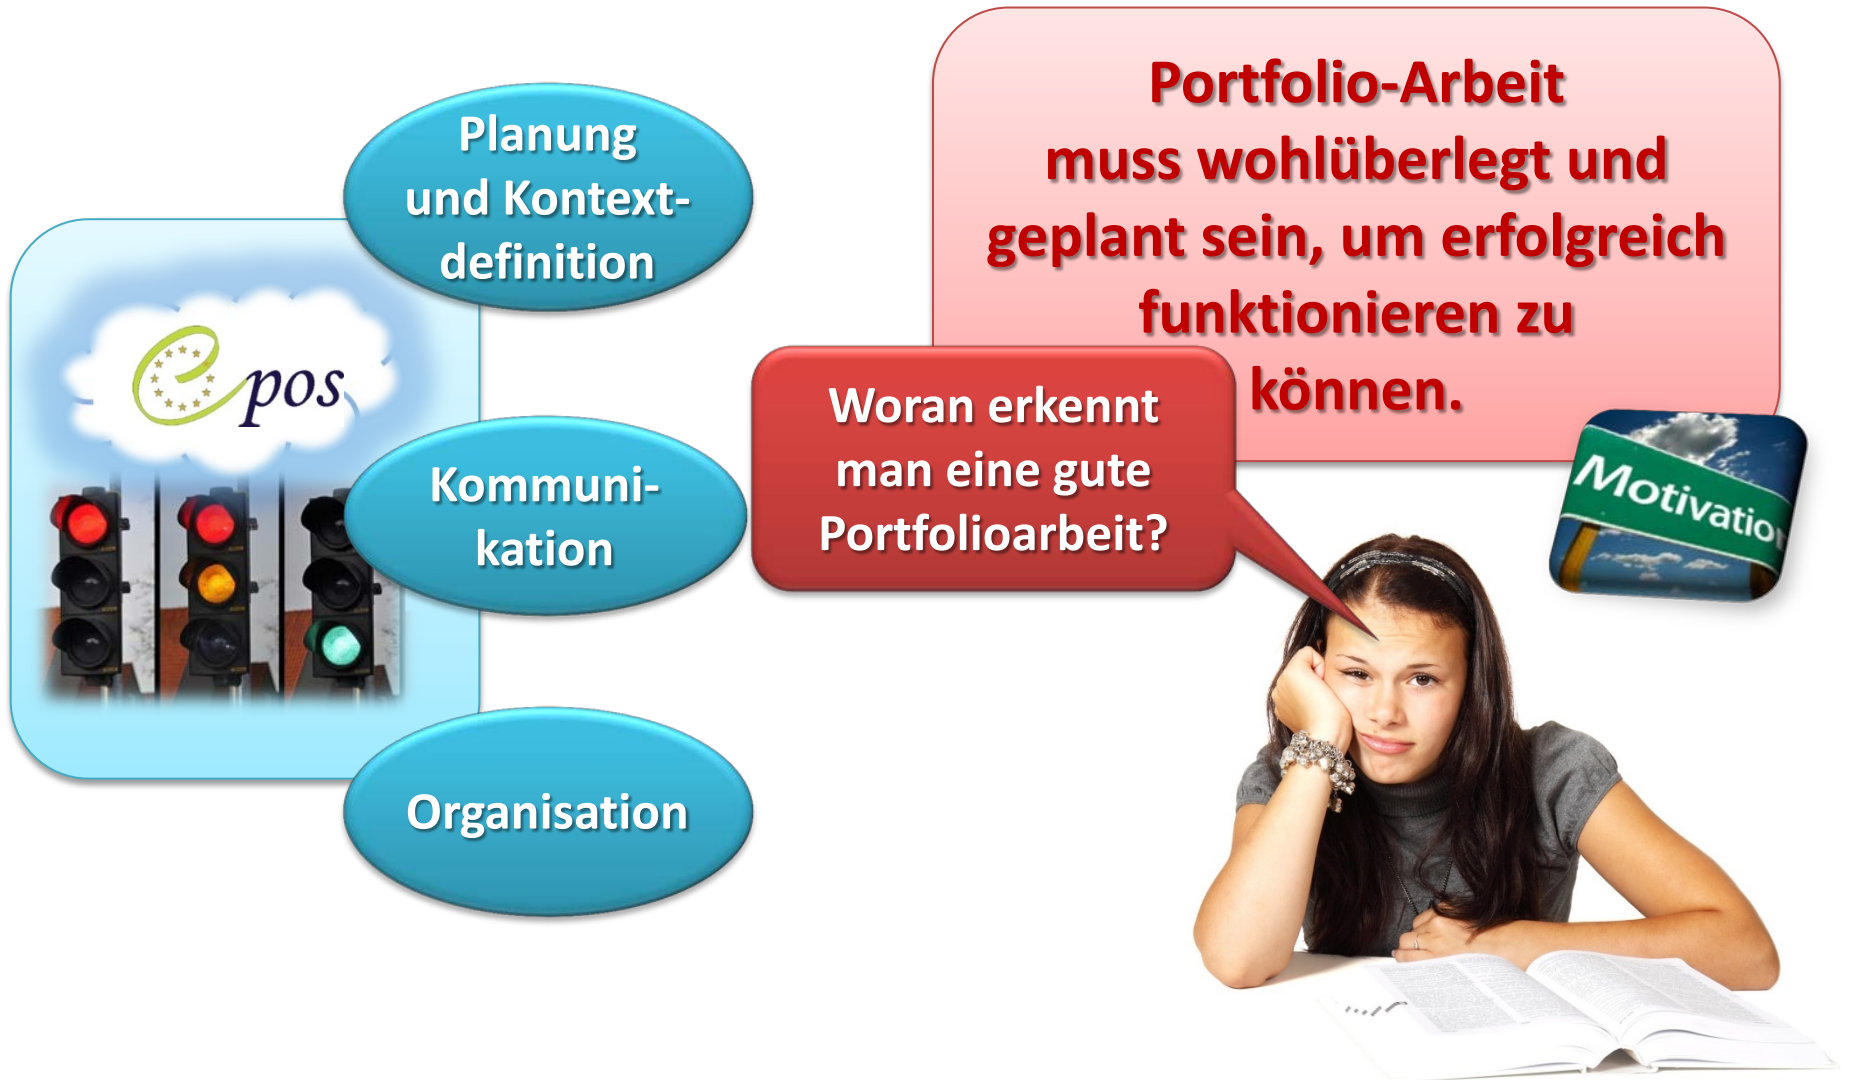 Planung
und Kontext-
definition
epos
Kommuni-
kation
Organisation
Portfolio-Arbeit
muss wohlüberlegt und
geplant sein, um erfolgreich
funktionieren zu
können.
Woran erkennt
man eine gute
Portfolioarbeit?
Motivation